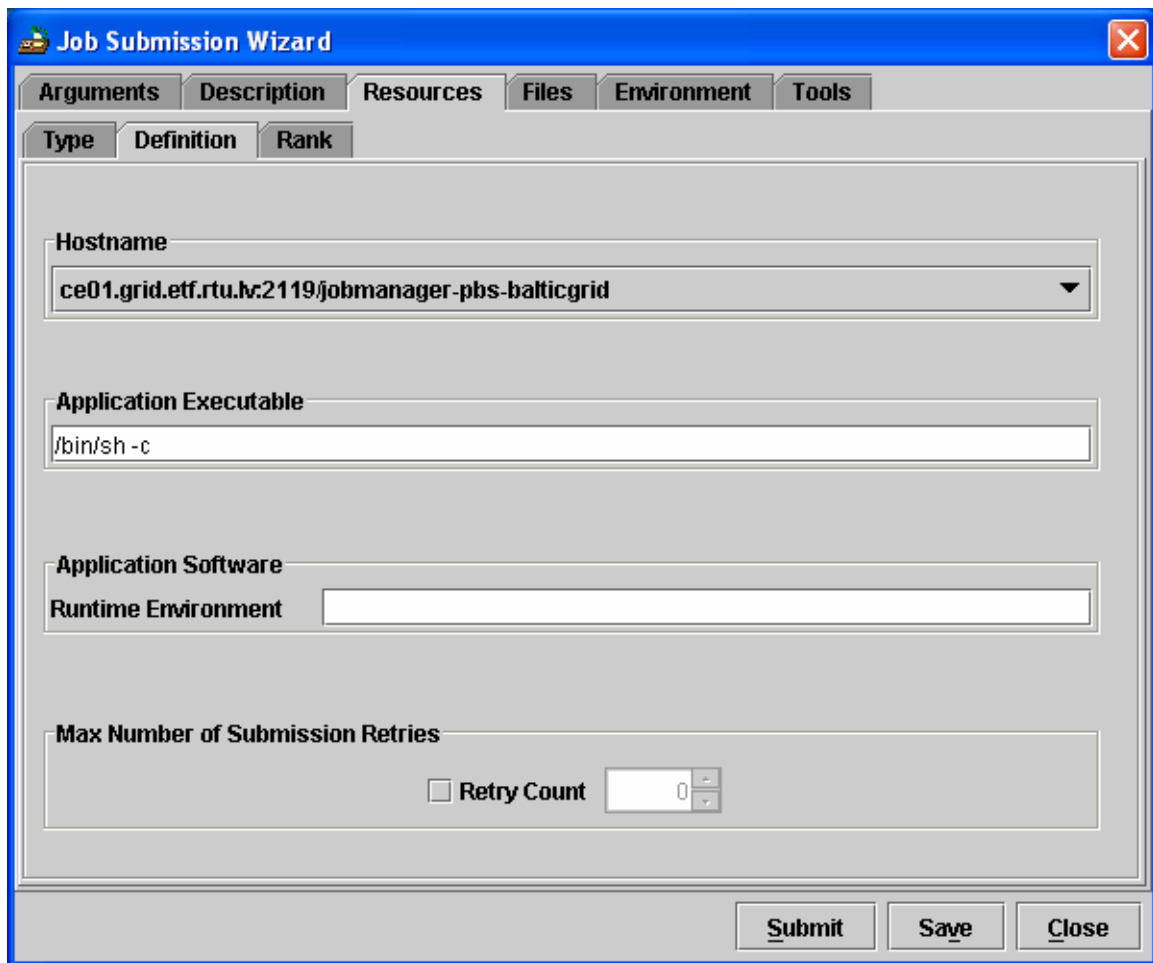 Job Submission Wizard
Arguments Description Resources Files Environment Tools
Type Definition Rank
Hostname
ce01.grid.etf.rtu.lv:2119/jobmanager-pbs-balticgrid
Application Executable
/bin/sh -c
Application Software
Runtime Environment
Max Number of Submission Retries
Retry Count 0
Submit Save Close